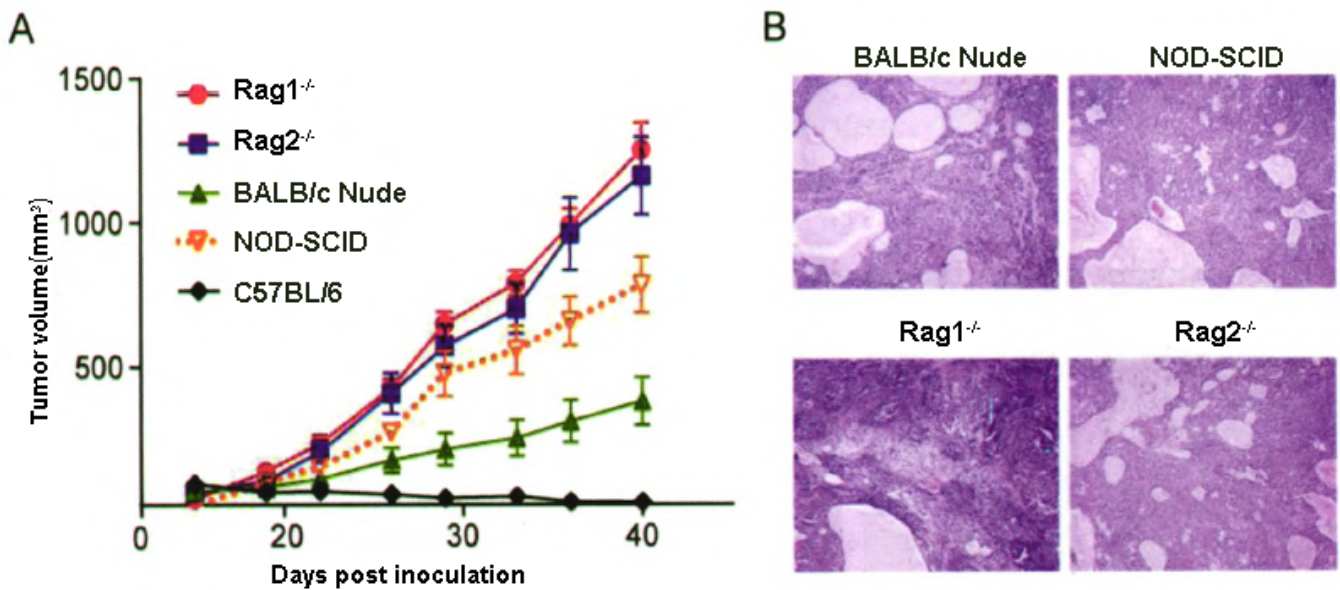 A
1500
1000
500
Tumor volume(mm³)
Rag1⁻/⁻
Rag2⁻/⁻
BALB/c Nude
NOD-SCID
C57BL/6
0 20 30 40
Days post inoculation
B
BALB/c Nude NOD-SCID
Rag1⁻/⁻ Rag2⁻/⁻